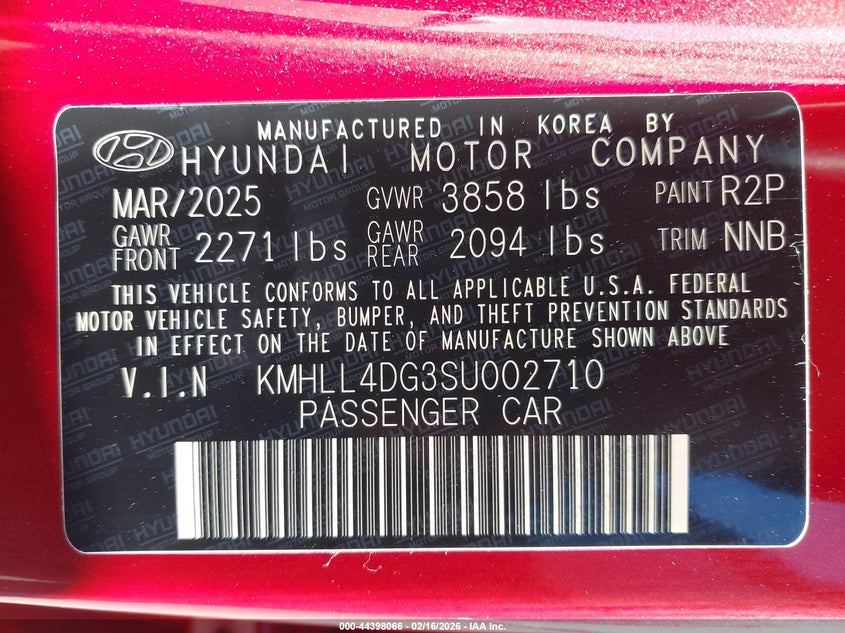 MANUFACTURED IN KOREA BY
HYUNDAI MOTOR COMPANY
MAR/2025 GVWR 3858 lbs PAINT R2P
GAWR FRONT 2271 lbs GAWR REAR 2094 lbs TRIM NNB
THIS VEHICLE CONFORMS TO ALL APPLICABLE U.S.A. FEDERAL
MOTOR VEHICLE SAFETY, BUMPER, AND THEFT PREVENTION STANDARDS
IN EFFECT ON THE DATE OF MANUFACTURE SHOWN ABOVE
V.I.N KMHLL4DG3SU002710
PASSENGER CAR
000-44398066 - 02/16/2026 - IAA Inc.